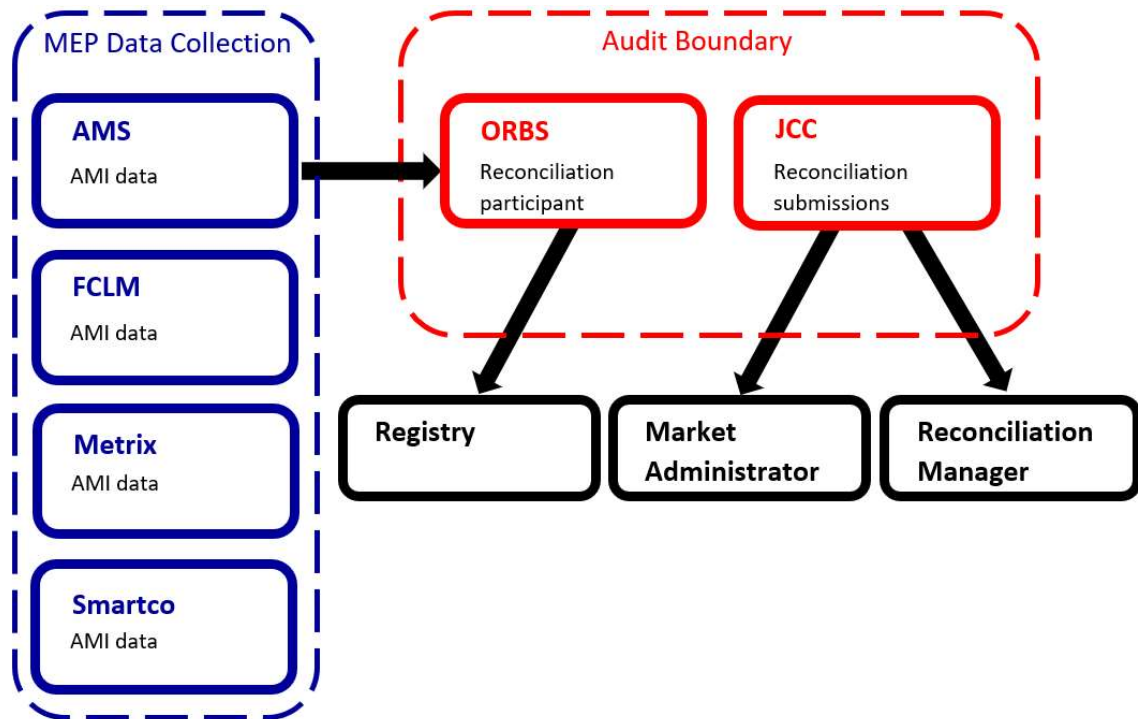 MEP Data Collection
AMS
AMI data
FCLM
AMI data
Metrix
AMI data
Smartco
AMI data
Audit Boundary
ORBS
Reconciliation
participant
JCC
Reconciliation
submissions
Registry
Market
Administrator
Reconciliation
Manager